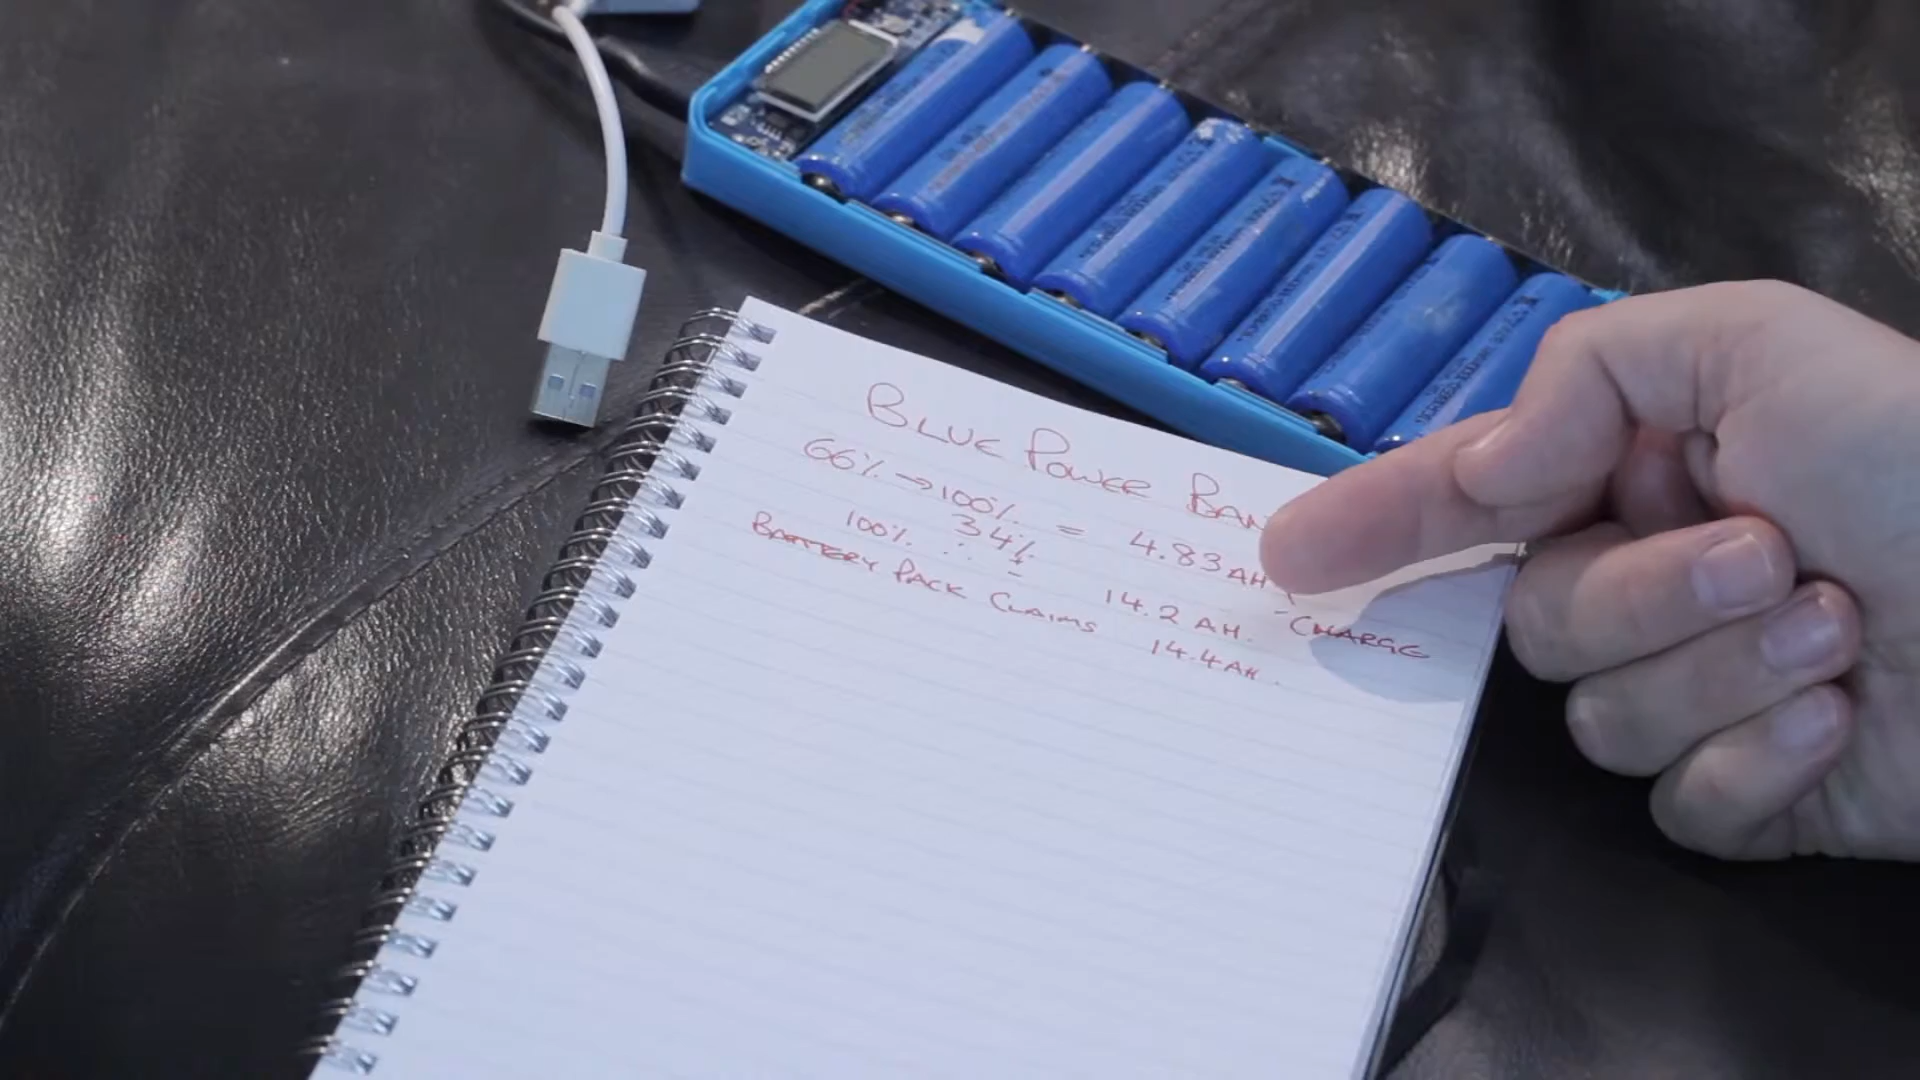 BLUE POWER BAN
66% → 100%
34% = 4.83AH
100% ∴ 14.2 AH. CHARGE
BATTERY PACK CLAIMS 14.4AH.